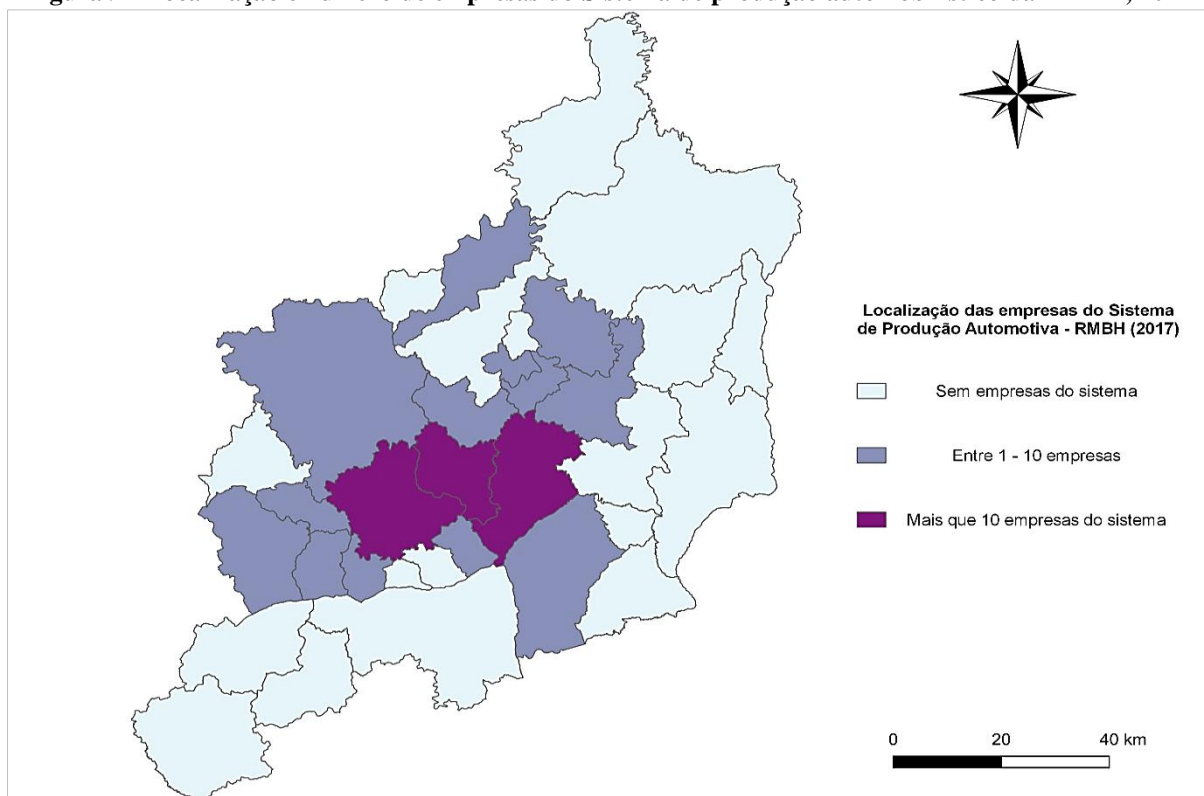 Localização das empresas do Sistema
de Produção Automotiva - RMBH (2017)
Sem empresas do sistema
Entre 1 - 10 empresas
Mais que 10 empresas do sistema
0 20 40 km